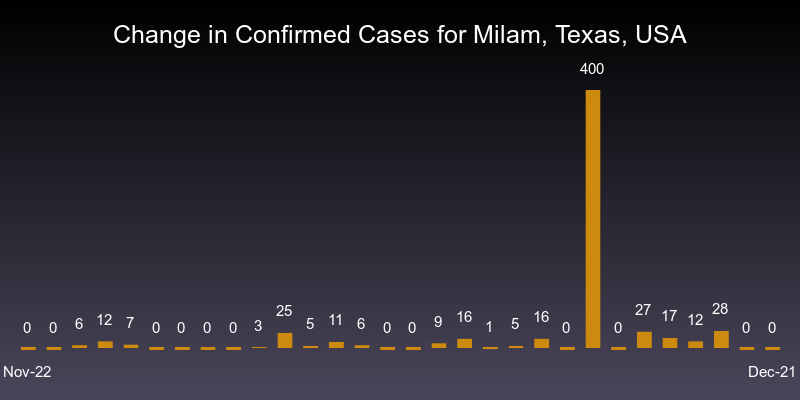 Change in Confirmed Cases for Milam, Texas, USA
400
0 0 6 12 7 0 0 0 0 3 25 5 11 6 0 0 9 16 1 5 16 0 0 27 17 12 28 0 0
Nov-22 Dec-21